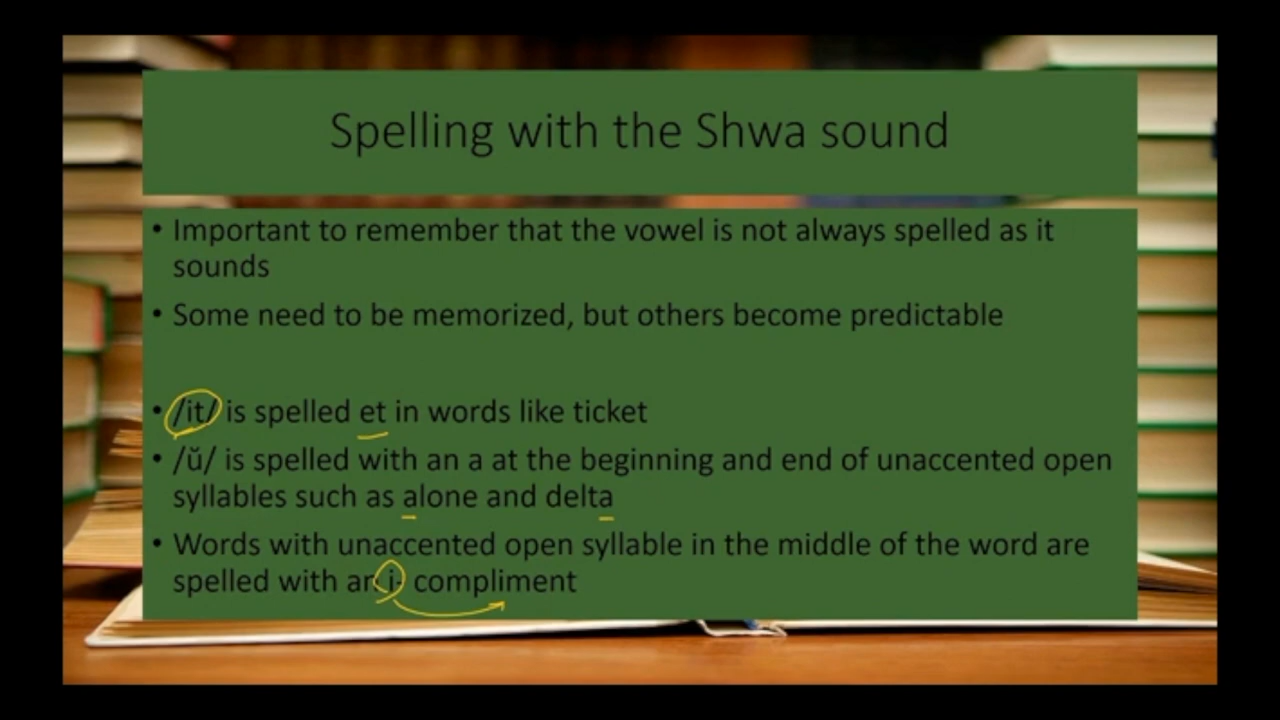 Spelling with the Shwa sound
• Important to remember that the vowel is not always spelled as it
sounds
• Some need to be memorized, but others become predictable
• /it/ is spelled et in words like ticket
• /ŭ/ is spelled with an a at the beginning and end of unaccented open
syllables such as alone and delta
• Words with unaccented open syllable in the middle of the word are
spelled with an i- compliment